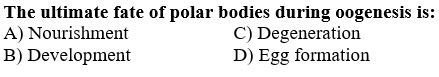 The ultimate fate of polar bodies during oogenesis is:
A) Nourishment C) Degeneration
B) Development D) Egg formation